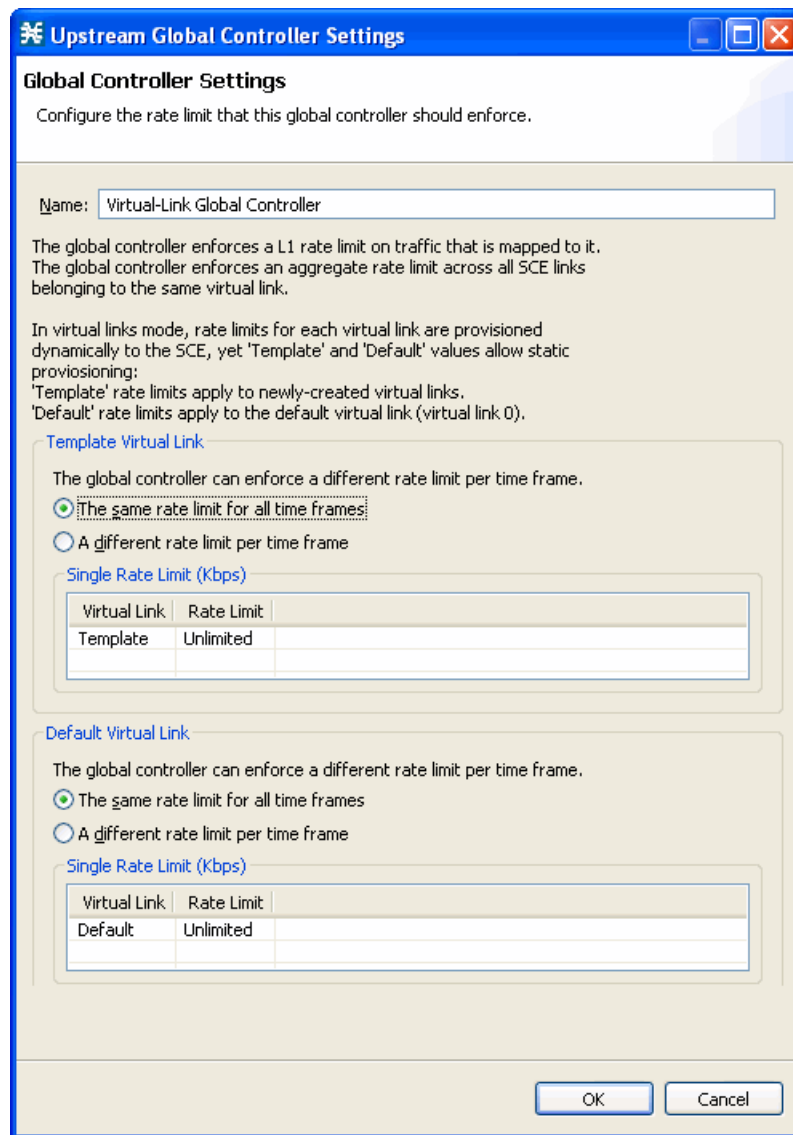 Upstream Global Controller Settings
Global Controller Settings
Configure the rate limit that this global controller should enforce.
Name: Virtual-Link Global Controller
The global controller enforces a L1 rate limit on traffic that is mapped to it.
The global controller enforces an aggregate rate limit across all SCE links
belonging to the same virtual link.
In virtual links mode, rate limits for each virtual link are provisioned
dynamically to the SCE, yet 'Template' and 'Default' values allow static
proviosioning:
'Template' rate limits apply to newly-created virtual links.
'Default' rate limits apply to the default virtual link (virtual link 0).
Template Virtual Link
The global controller can enforce a different rate limit per time frame.
The same rate limit for all time frames
A different rate limit per time frame
Single Rate Limit (Kbps)
Virtual Link Rate Limit
Template Unlimited
Default Virtual Link
The global controller can enforce a different rate limit per time frame.
The same rate limit for all time frames
A different rate limit per time frame
Single Rate Limit (Kbps)
Virtual Link Rate Limit
Default Unlimited
OK Cancel